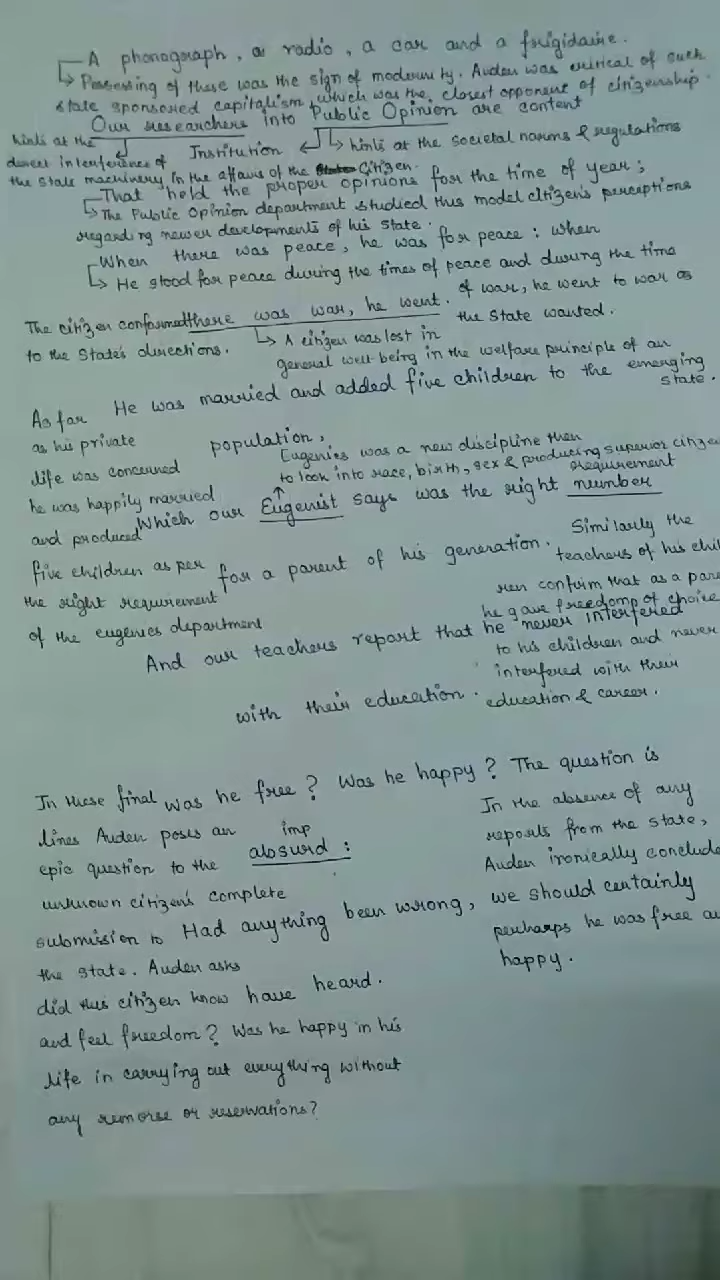 A phonograph, a radio, a car and a frigidaire.
↳ Possessing of these was the sign of modernity. Auden was critical of such
state sponsored capitalism which was the closest opponent of citizenship.
Our researchers into Public Opinion are content
hints at the
direct interference of Institution ↲ ↳ hints at the societal norms & regulations
the state machinery in the affairs of the citizen.
That held the proper opinions for the time of year;
↳ The Public Opinion department studied this model citizen's perceptions
regarding newer developments of his state.
When there was peace, he was for peace: when
↳ He stood for peace during the times of peace and during the time
of war, he went to war as
the state wanted.
there was war, he went.
The citizen conformed
to the state's directions.
↳ A citizen was lost in
general well-being in the welfare principle of an
emerging
state.
He was married and added five children to the
population,
As far
as his private
life was concerned
he was happily married
and produced
five children as per
the right requirement
of the eugenics department
Eugenics was a new discipline then
to look into race, birth, sex & producing superior
requirement
Which our Eugenist says was the right number
for a parent of his generation.
Similarly the
teachers of his
confirm that as a
he gave freedom of choice
to his children and never
interfered with their
education & career.
And our teachers report that he never interfered
with their education.
Was he free? Was he happy? The question is
imp
absurd:
In these final
lines Auden poses an
epic question to the
unknown citizen's complete
submission to
the state. Auden asks
did this citizen know
and feel freedom? Was he happy in his
life in carrying out everything without
any remorse or reservations?
Had anything been wrong, we should certainly
have heard.
In the absence of any
reports from the state,
Auden ironically
perharps he was free
happy.